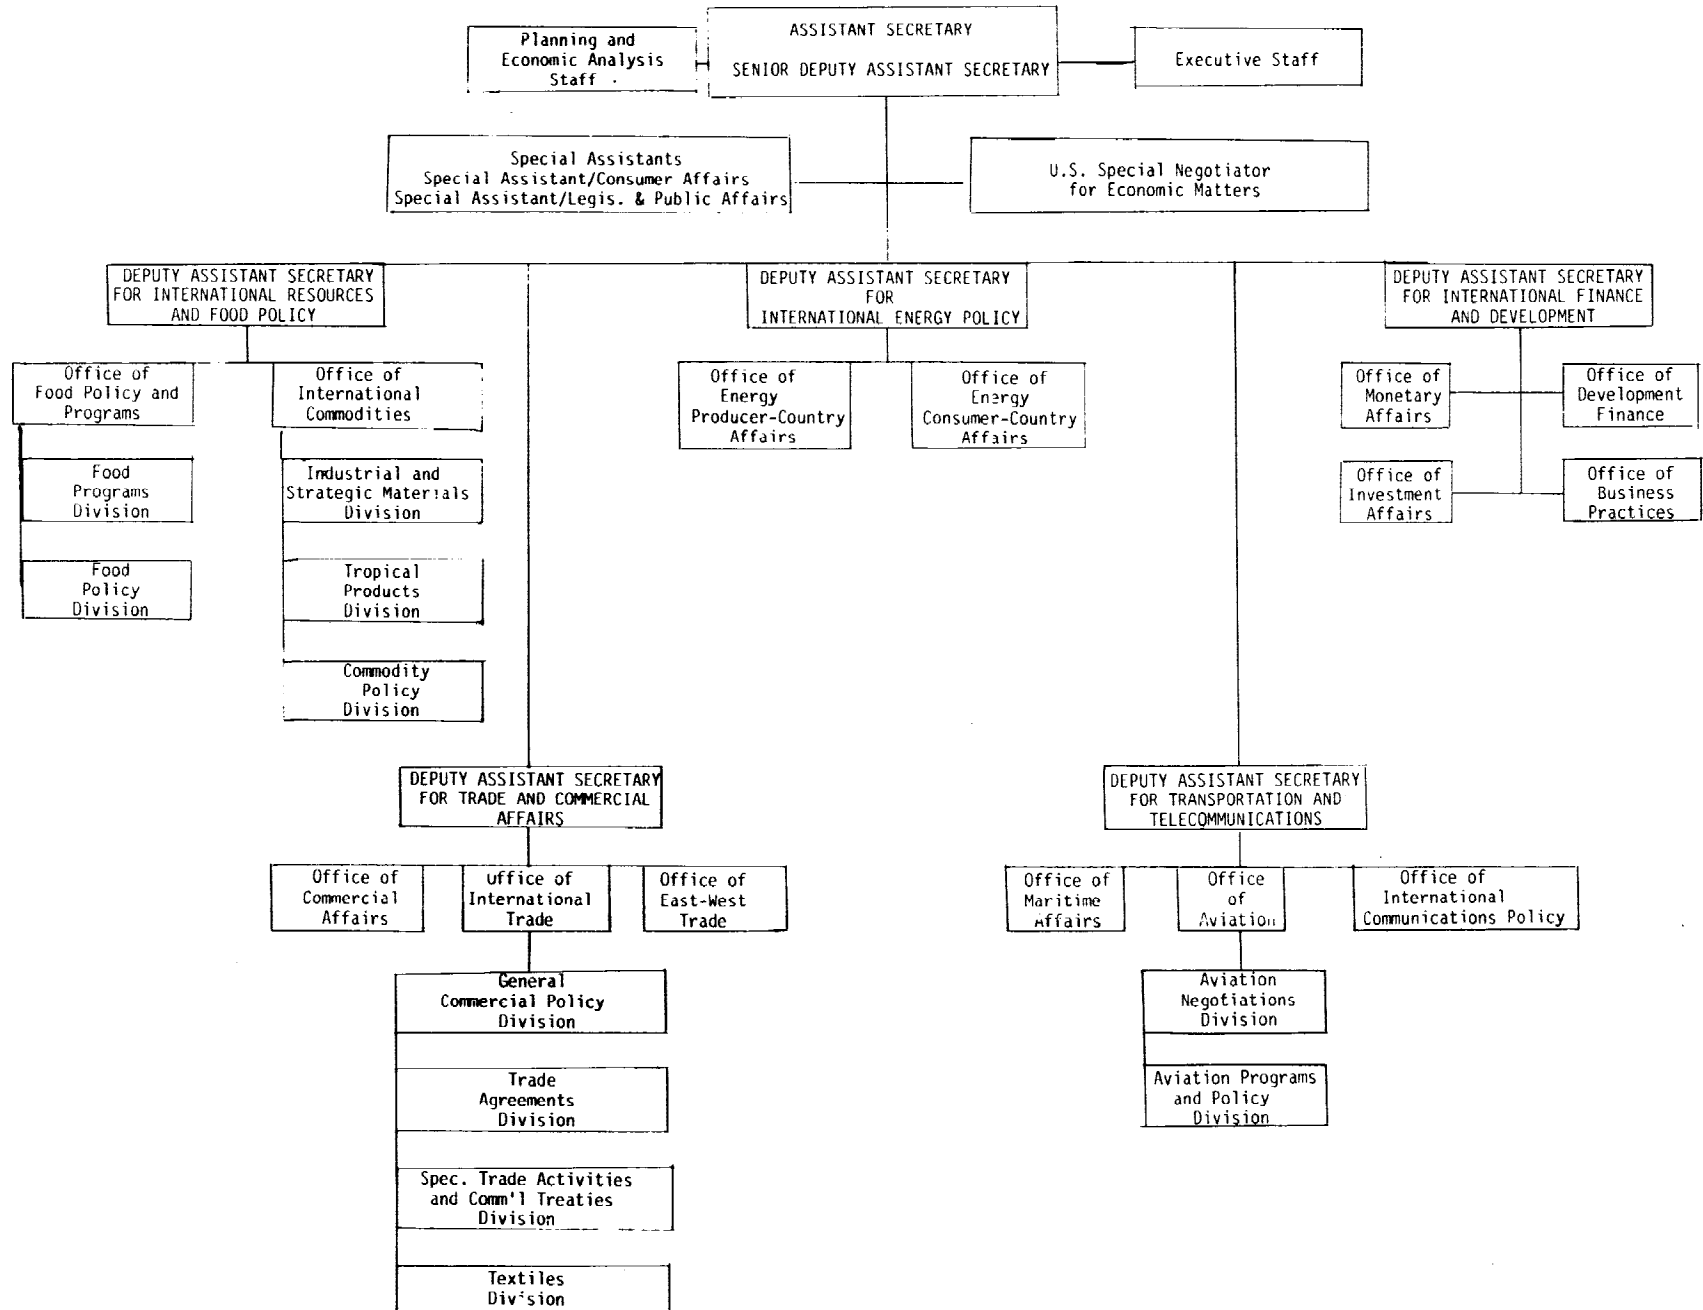 Planning and
Economic Analysis
Staff
ASSISTANT SECRETARY
SENIOR DEPUTY ASSISTANT SECRETARY
Executive Staff
Special Assistants
Special Assistant/Consumer Affairs
Special Assistant/Legis. & Public Affairs
U.S. Special Negotiator
for Economic Matters
DEPUTY ASSISTANT SECRETARY
FOR INTERNATIONAL RESOURCES
AND FOOD POLICY
DEPUTY ASSISTANT SECRETARY
FOR
INTERNATIONAL ENERGY POLICY
DEPUTY ASSISTANT SECRETARY
FOR INTERNATIONAL FINANCE
AND DEVELOPMENT
Office of
Food Policy and
Programs
Office of
International
Commodities
Office of
Energy
Producer-Country
Affairs
Office of
Energy
Consumer-Country
Affairs
Office of
Monetary
Affairs
Office of
Development
Finance
Food
Programs
Division
Industrial and
Strategic Materials
Division
Office of
Investment
Affairs
Office of
Business
Practices
Food
Policy
Division
Tropical
Products
Division
Commodity
Policy
Division
DEPUTY ASSISTANT SECRETARY
FOR TRADE AND COMMERCIAL
AFFAIRS
DEPUTY ASSISTANT SECRETARY
FOR TRANSPORTATION AND
TELECOMMUNICATIONS
Office of
Commercial
Affairs
Office of
International
Trade
Office of
East-West
Trade
Office of
Maritime
Affairs
Office
of
Aviation
Office of
International
Communications Policy
General
Commercial Policy
Division
Aviation
Negotiations
Division
Trade
Agreements
Division
Aviation Programs
and Policy
Division
Spec. Trade Activities
and Comm'l Treaties
Division
Textiles
Division